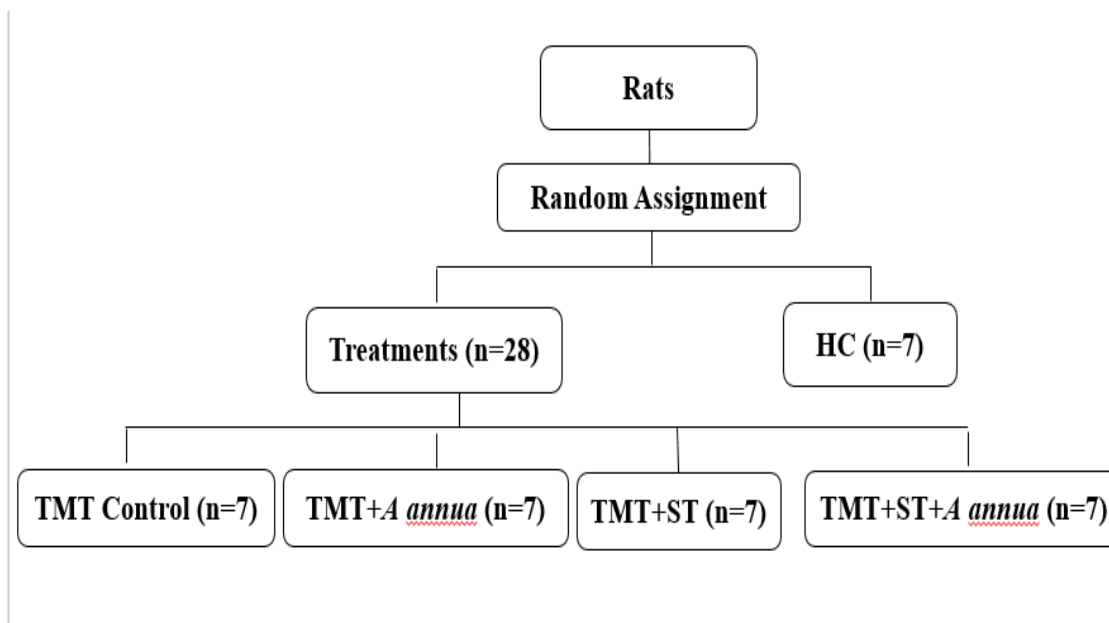 Rats
Random Assignment
Treatments (n=28)
HC (n=7)
TMT Control (n=7)
TMT+A annua (n=7)
TMT+ST (n=7)
TMT+ST+A annua (n=7)